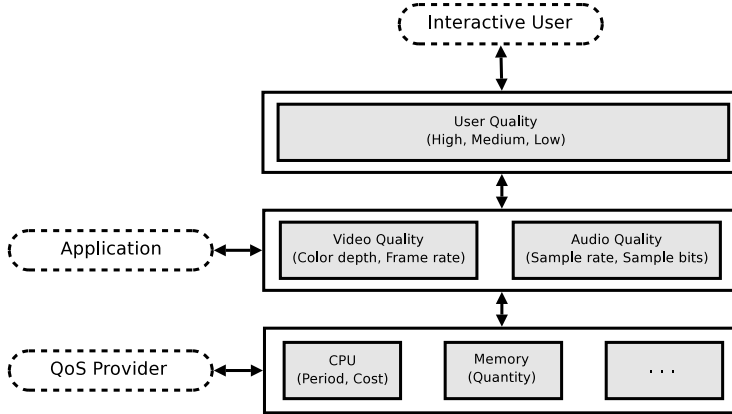 Interactive User
User Quality
(High, Medium, Low)
Application
Video Quality
(Color depth, Frame rate)
Audio Quality
(Sample rate, Sample bits)
QoS Provider
CPU
(Period, Cost)
Memory
(Quantity)
. . .